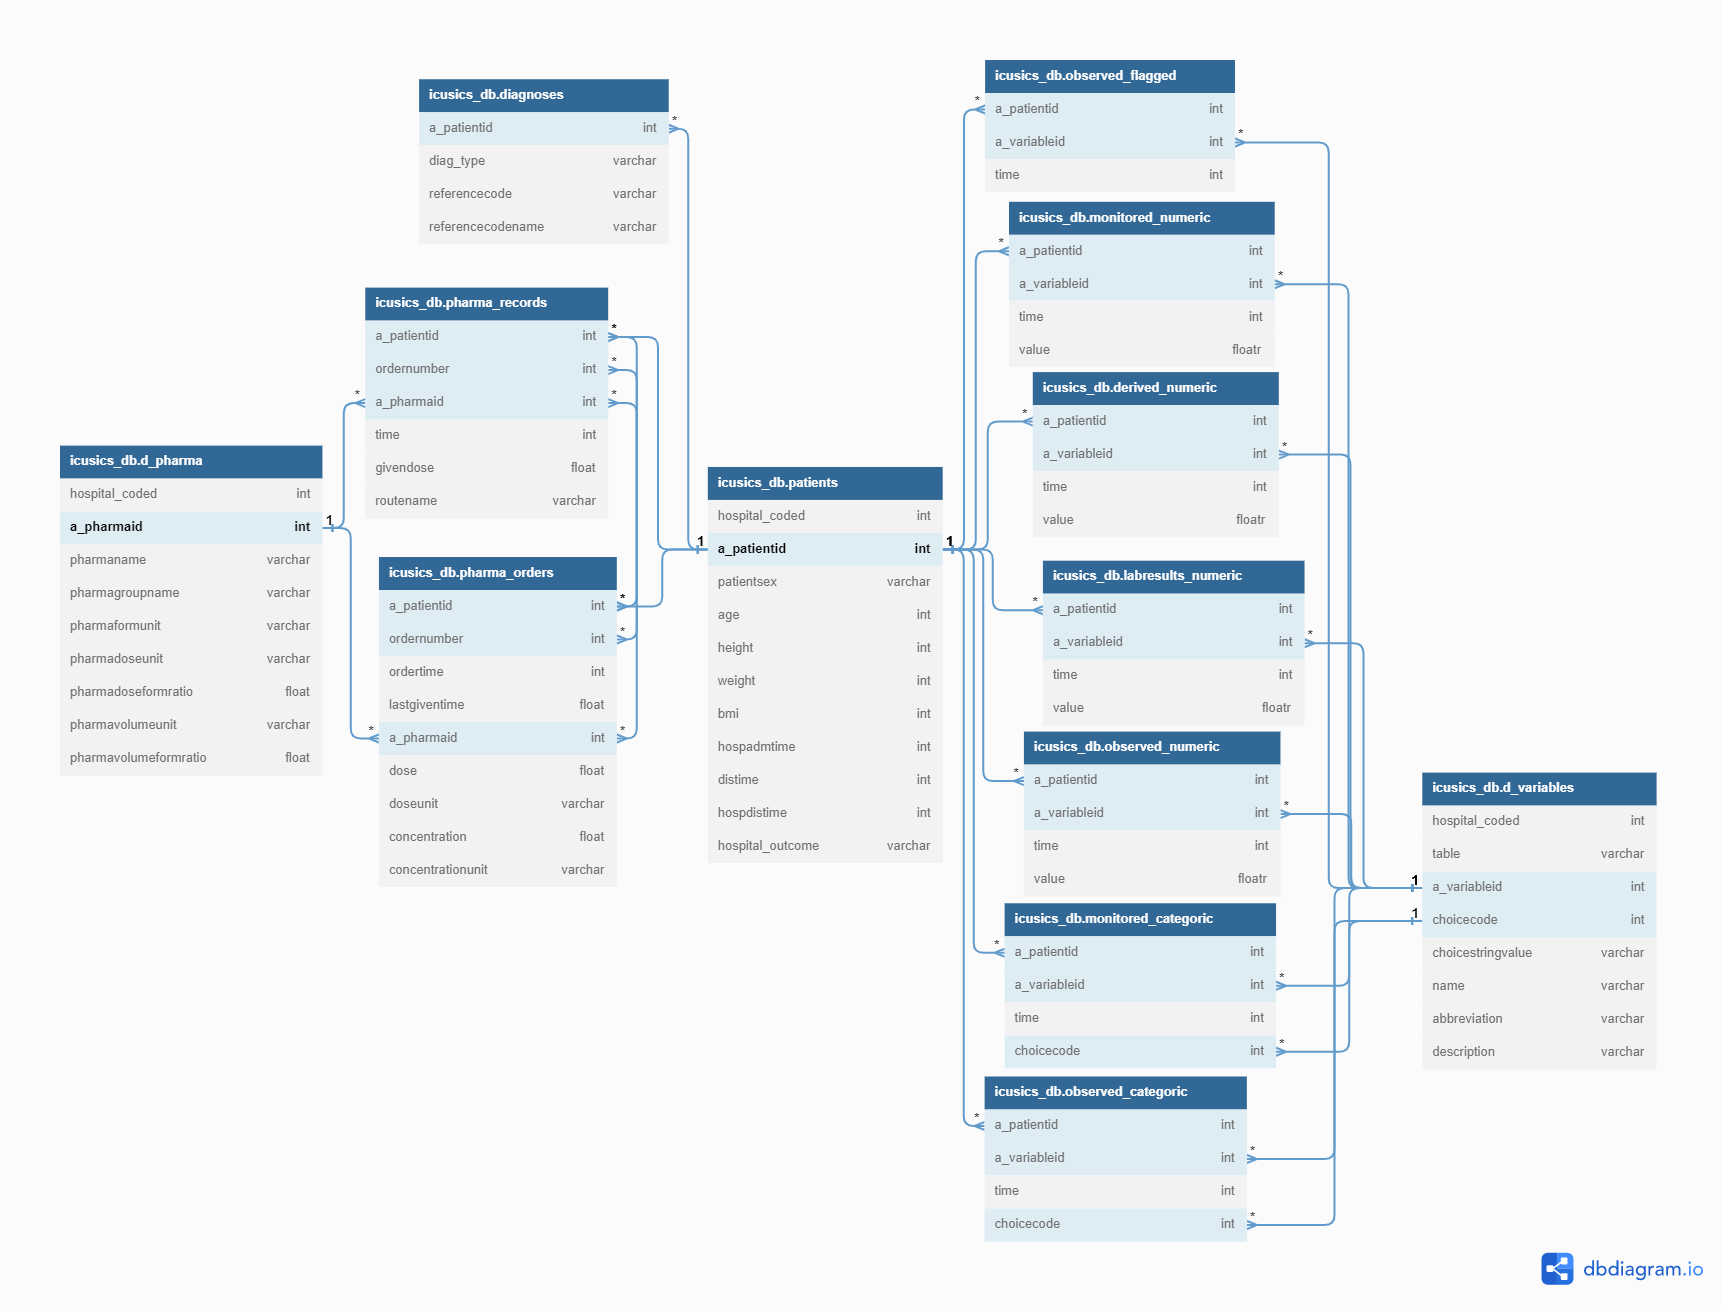 icusics_db.diagnoses
a_patientid int *
diag_type varchar
referencecode varchar
referencecodename varchar
icusics_db.pharma_records
a_patientid int *
ordernumber int *
* a_pharmaid int *
time int
givendose float
routename varchar
icusics_db.d_pharma
hospital_coded int
a_pharmaid int 1
pharmaname varchar
pharmagroupname varchar
pharmaformunit varchar
pharmadoseunit varchar
pharmadoseformratio float
pharmavolumeunit varchar
pharmavolumeformratio float
icusics_db.pharma_orders
a_patientid int *
ordernumber int *
ordertime int
lastgiventime float
* a_pharmaid int *
dose float
doseunit varchar
concentration float
concentrationunit varchar
icusics_db.patients
hospital_coded int
1 a_patientid int 1
patientsex varchar
age int
height int
weight int
bmi int
hospadmtime int
distime int
hospdistime int
hospital_outcome varchar
icusics_db.observed_flagged
* a_patientid int
a_variableid int *
time int
icusics_db.monitored_numeric
* a_patientid int
a_variableid int *
time int
value floatr
icusics_db.derived_numeric
* a_patientid int
a_variableid int *
time int
value floatr
icusics_db.labresults_numeric
* a_patientid int
a_variableid int *
time int
value floatr
icusics_db.observed_numeric
* a_patientid int
a_variableid int *
time int
value floatr
icusics_db.monitored_categoric
* a_patientid int
a_variableid int *
time int
choicecode int *
icusics_db.observed_categoric
* a_patientid int
a_variableid int *
time int
choicecode int *
icusics_db.d_variables
hospital_coded int
table varchar
1 a_variableid int
1 choicecode int
choicestringvalue varchar
name varchar
abbreviation varchar
description varchar
dbdiagram.io